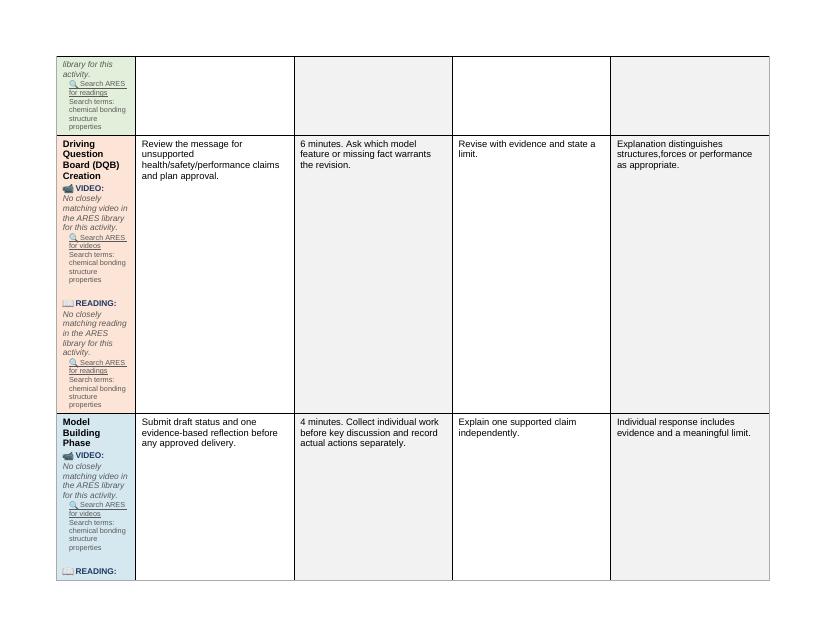 library for this
activity.
🔍 Search ARES
for readings
Search terms:
chemical bonding
structure
properties
Driving
Question
Board (DQB)
Creation
📹 VIDEO:
No closely
matching video in
the ARES library
for this activity.
🔍 Search ARES
for videos
Search terms:
chemical bonding
structure
properties
📖 READING:
No closely
matching reading
in the ARES
library for this
activity.
🔍 Search ARES
for readings
Search terms:
chemical bonding
structure
properties
Review the message for
unsupported
health/safety/performance claims
and plan approval.
6 minutes. Ask which model
feature or missing fact warrants
the revision.
Revise with evidence and state a
limit.
Explanation distinguishes
structures,forces or performance
as appropriate.
Model
Building
Phase
📹 VIDEO:
No closely
matching video in
the ARES library
for this activity.
🔍 Search ARES
for videos
Search terms:
chemical bonding
structure
properties
📖 READING:
Submit draft status and one
evidence-based reflection before
any approved delivery.
4 minutes. Collect individual work
before key discussion and record
actual actions separately.
Explain one supported claim
independently.
Individual response includes
evidence and a meaningful limit.